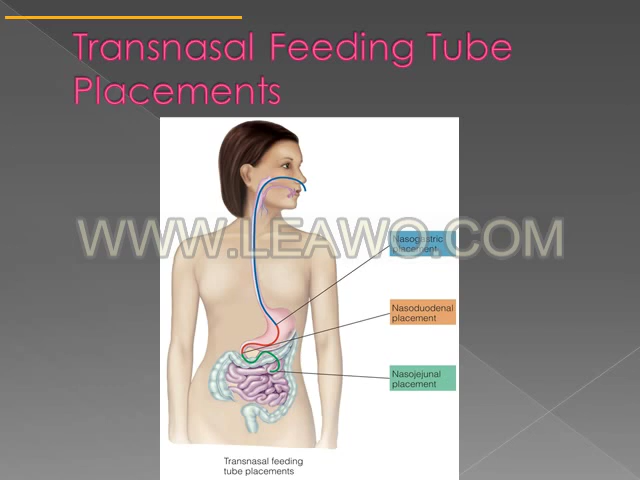 Transnasal Feeding Tube
Placements
WWW.LEAWO.COM
Nasogastric
placement
Nasoduodenal
placement
Nasojejunal
placement
Transnasal feeding
tube placements